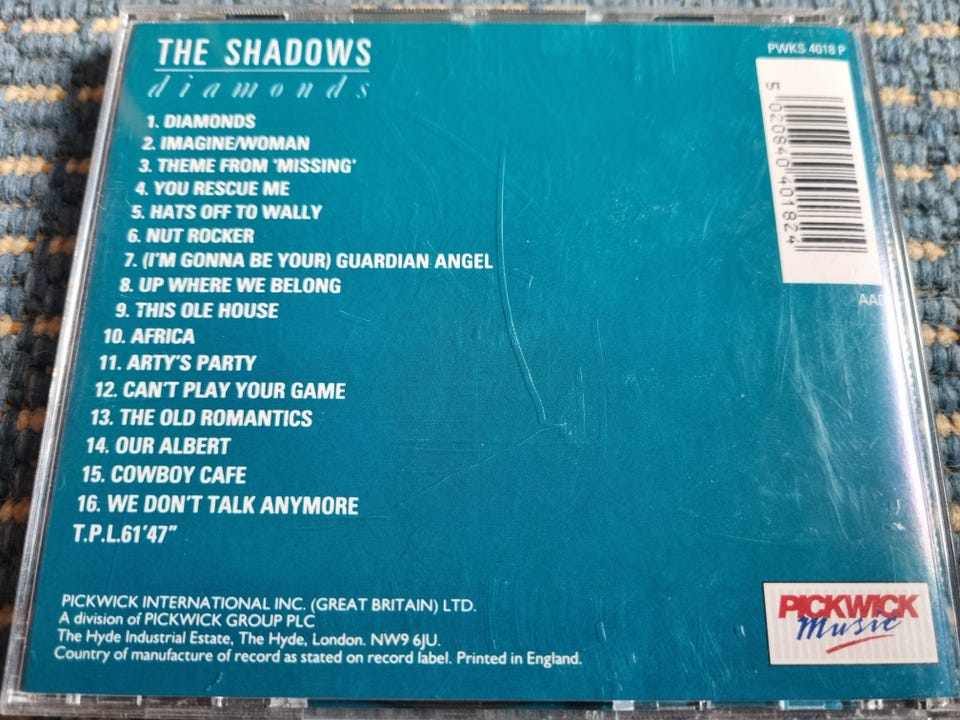 THE SHADOWS
diamonds
PWKS 4018 P
5 020840 401824
AAD
1. DIAMONDS
2. IMAGINE/WOMAN
3. THEME FROM 'MISSING'
4. YOU RESCUE ME
5. HATS OFF TO WALLY
6. NUT ROCKER
7. (I'M GONNA BE YOUR) GUARDIAN ANGEL
8. UP WHERE WE BELONG
9. THIS OLE HOUSE
10. AFRICA
11. ARTY'S PARTY
12. CAN'T PLAY YOUR GAME
13. THE OLD ROMANTICS
14. OUR ALBERT
15. COWBOY CAFE
16. WE DON'T TALK ANYMORE
T.P.L.61'47"
PICKWICK INTERNATIONAL INC. (GREAT BRITAIN) LTD.
A division of PICKWICK GROUP PLC
The Hyde Industrial Estate, The Hyde, London. NW9 6JU.
Country of manufacture of record as stated on record label. Printed in England.
PICKWICK
Music